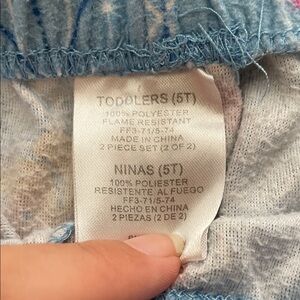 TODDLERS (5T)
100% POLYESTER
FLAME RESISTANT
FF3-71/5-74
MADE IN CHINA
2 PIECE SET (2 OF 2)
NINAS (5T)
100% POLIESTER
RESISTENTE AL FUEGO
FF3-71/5-74
HECHO EN CHINA
2 PIEZAS (2 DE 2)